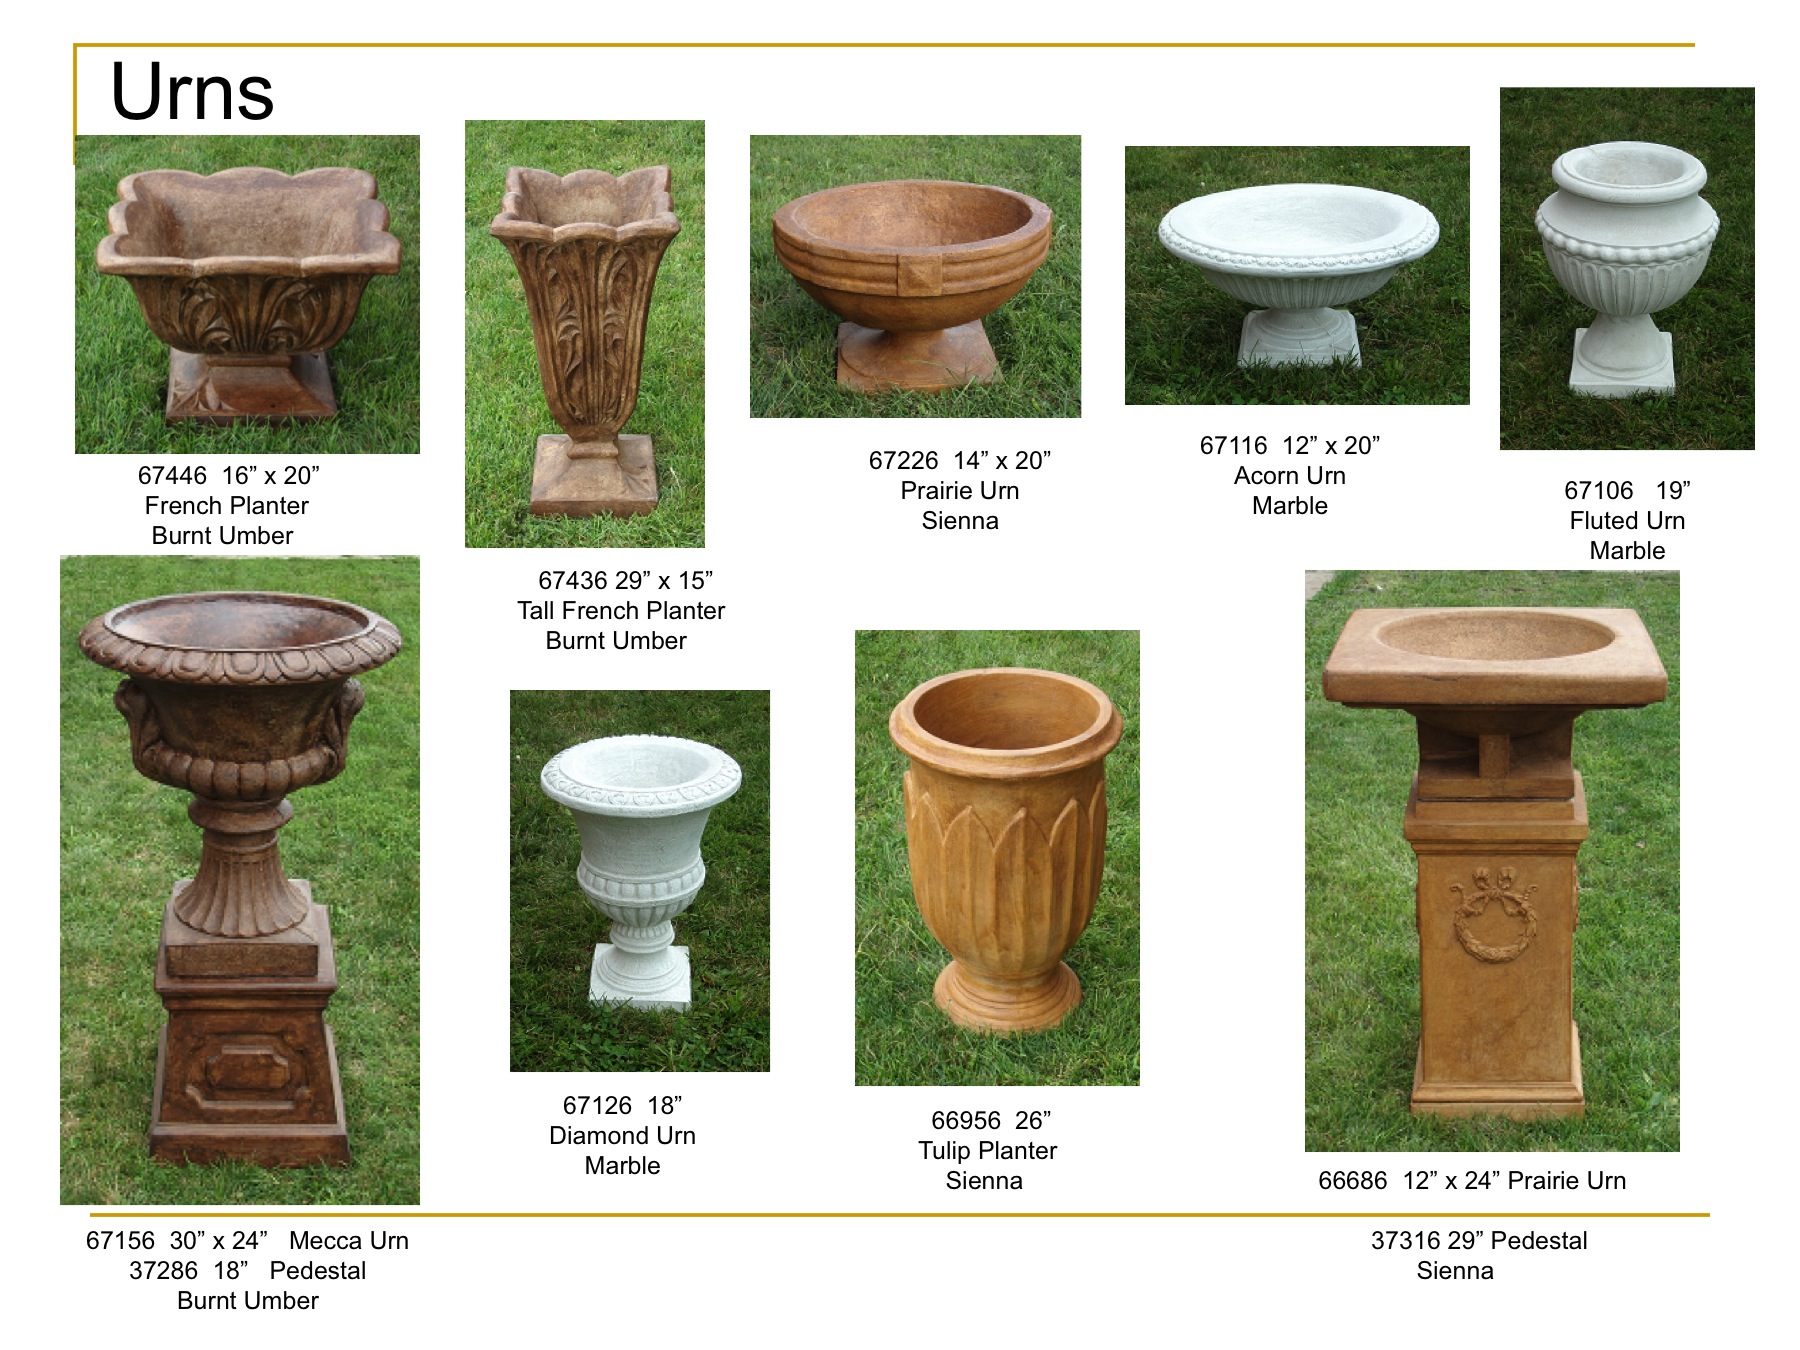 Urns
67446  16” x 20”
French Planter
Burnt Umber
67436 29” x 15”
Tall French Planter
Burnt Umber
67226  14” x 20”
Prairie Urn
Sienna
67116  12” x 20”
Acorn Urn
Marble
67106   19”
Fluted Urn
Marble
67156  30” x 24”   Mecca Urn
37286  18”   Pedestal
Burnt Umber
67126  18”
Diamond Urn
Marble
66956  26”
Tulip Planter
Sienna
66686  12” x 24” Prairie Urn
37316 29” Pedestal
Sienna